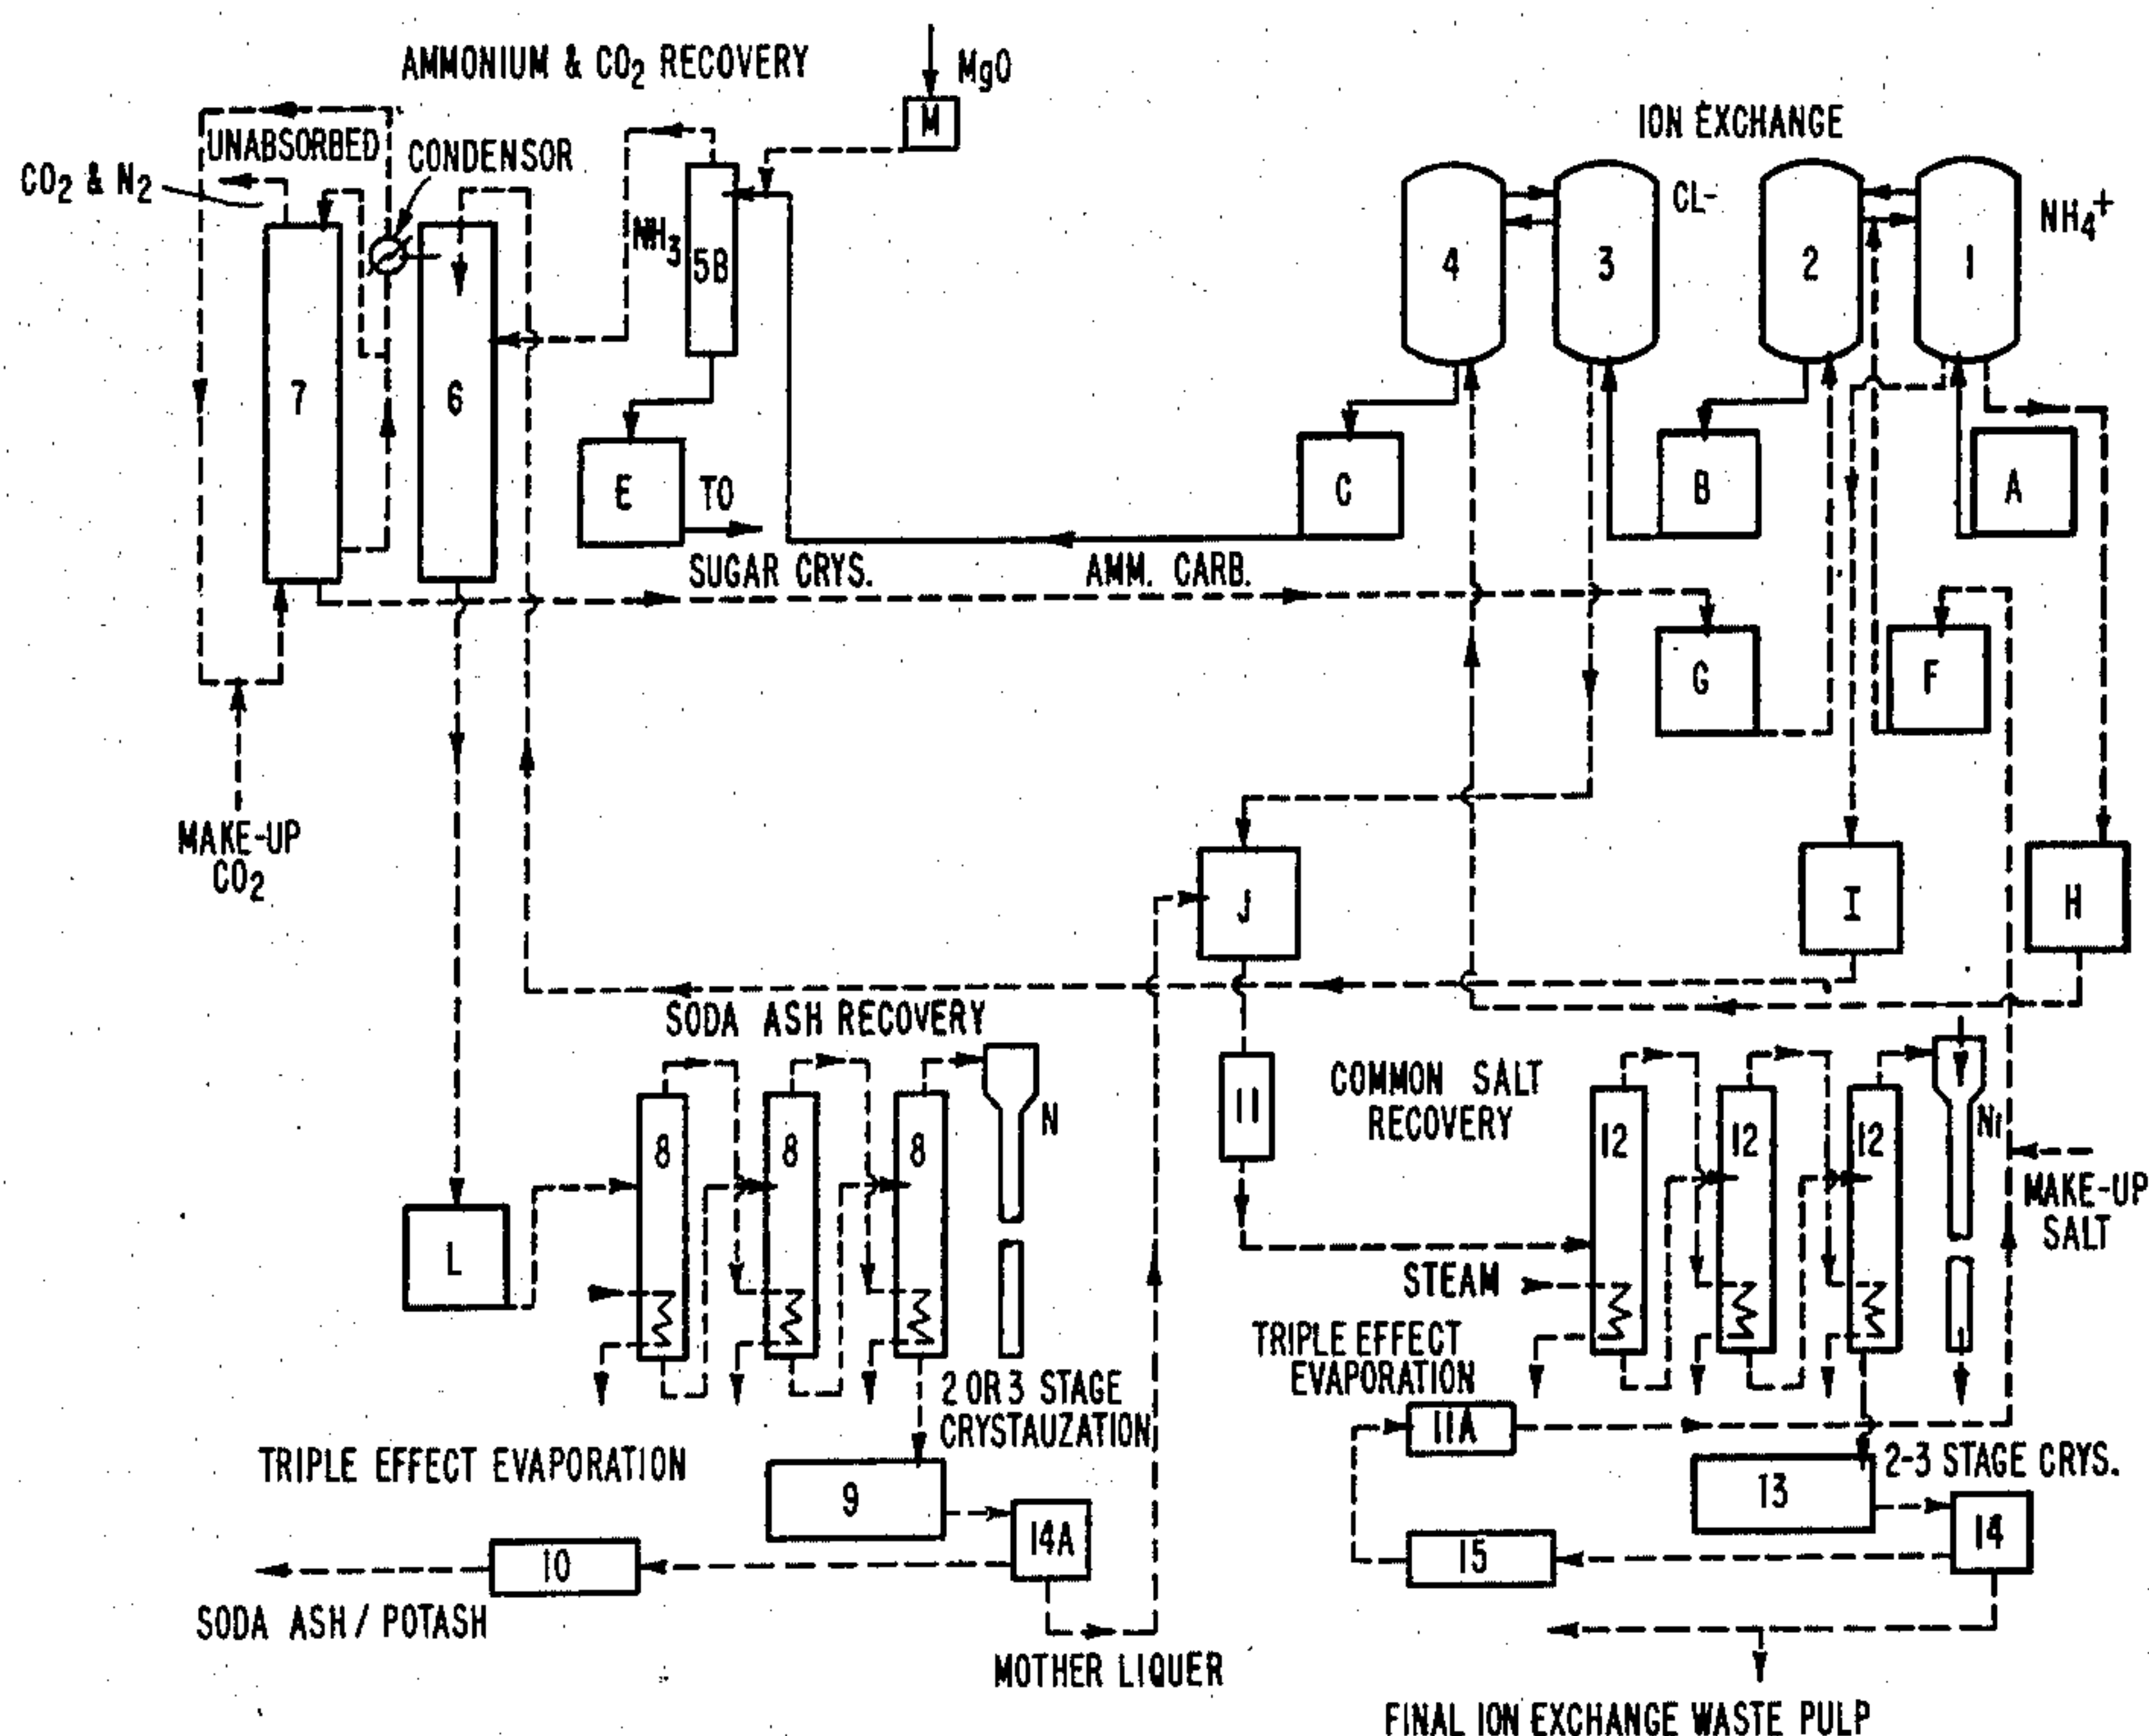 AMMONIUM & CO2 RECOVERY
MgO
M
ION EXCHANGE
UNABSORBED
CONDENSOR
CO2 & N2
NH3
5B
4
3
CL-
2
1
NH4+
7
6
E
TO
SUGAR CRYS.
AMM. CARB.
C
B
A
G
F
MAKE-UP
CO2
J
I
H
SODA ASH RECOVERY
11
COMMON SALT
RECOVERY
8
8
8
N
12
12
12
N1
MAKE-UP
SALT
L
STEAM
TRIPLE EFFECT
EVAPORATION
2 OR 3 STAGE
CRYSTAUZATION
11A
TRIPLE EFFECT EVAPORATION
9
14A
13
2-3 STAGE CRYS.
14
10
15
SODA ASH / POTASH
MOTHER LIQUER
FINAL ION EXCHANGE WASTE PULP